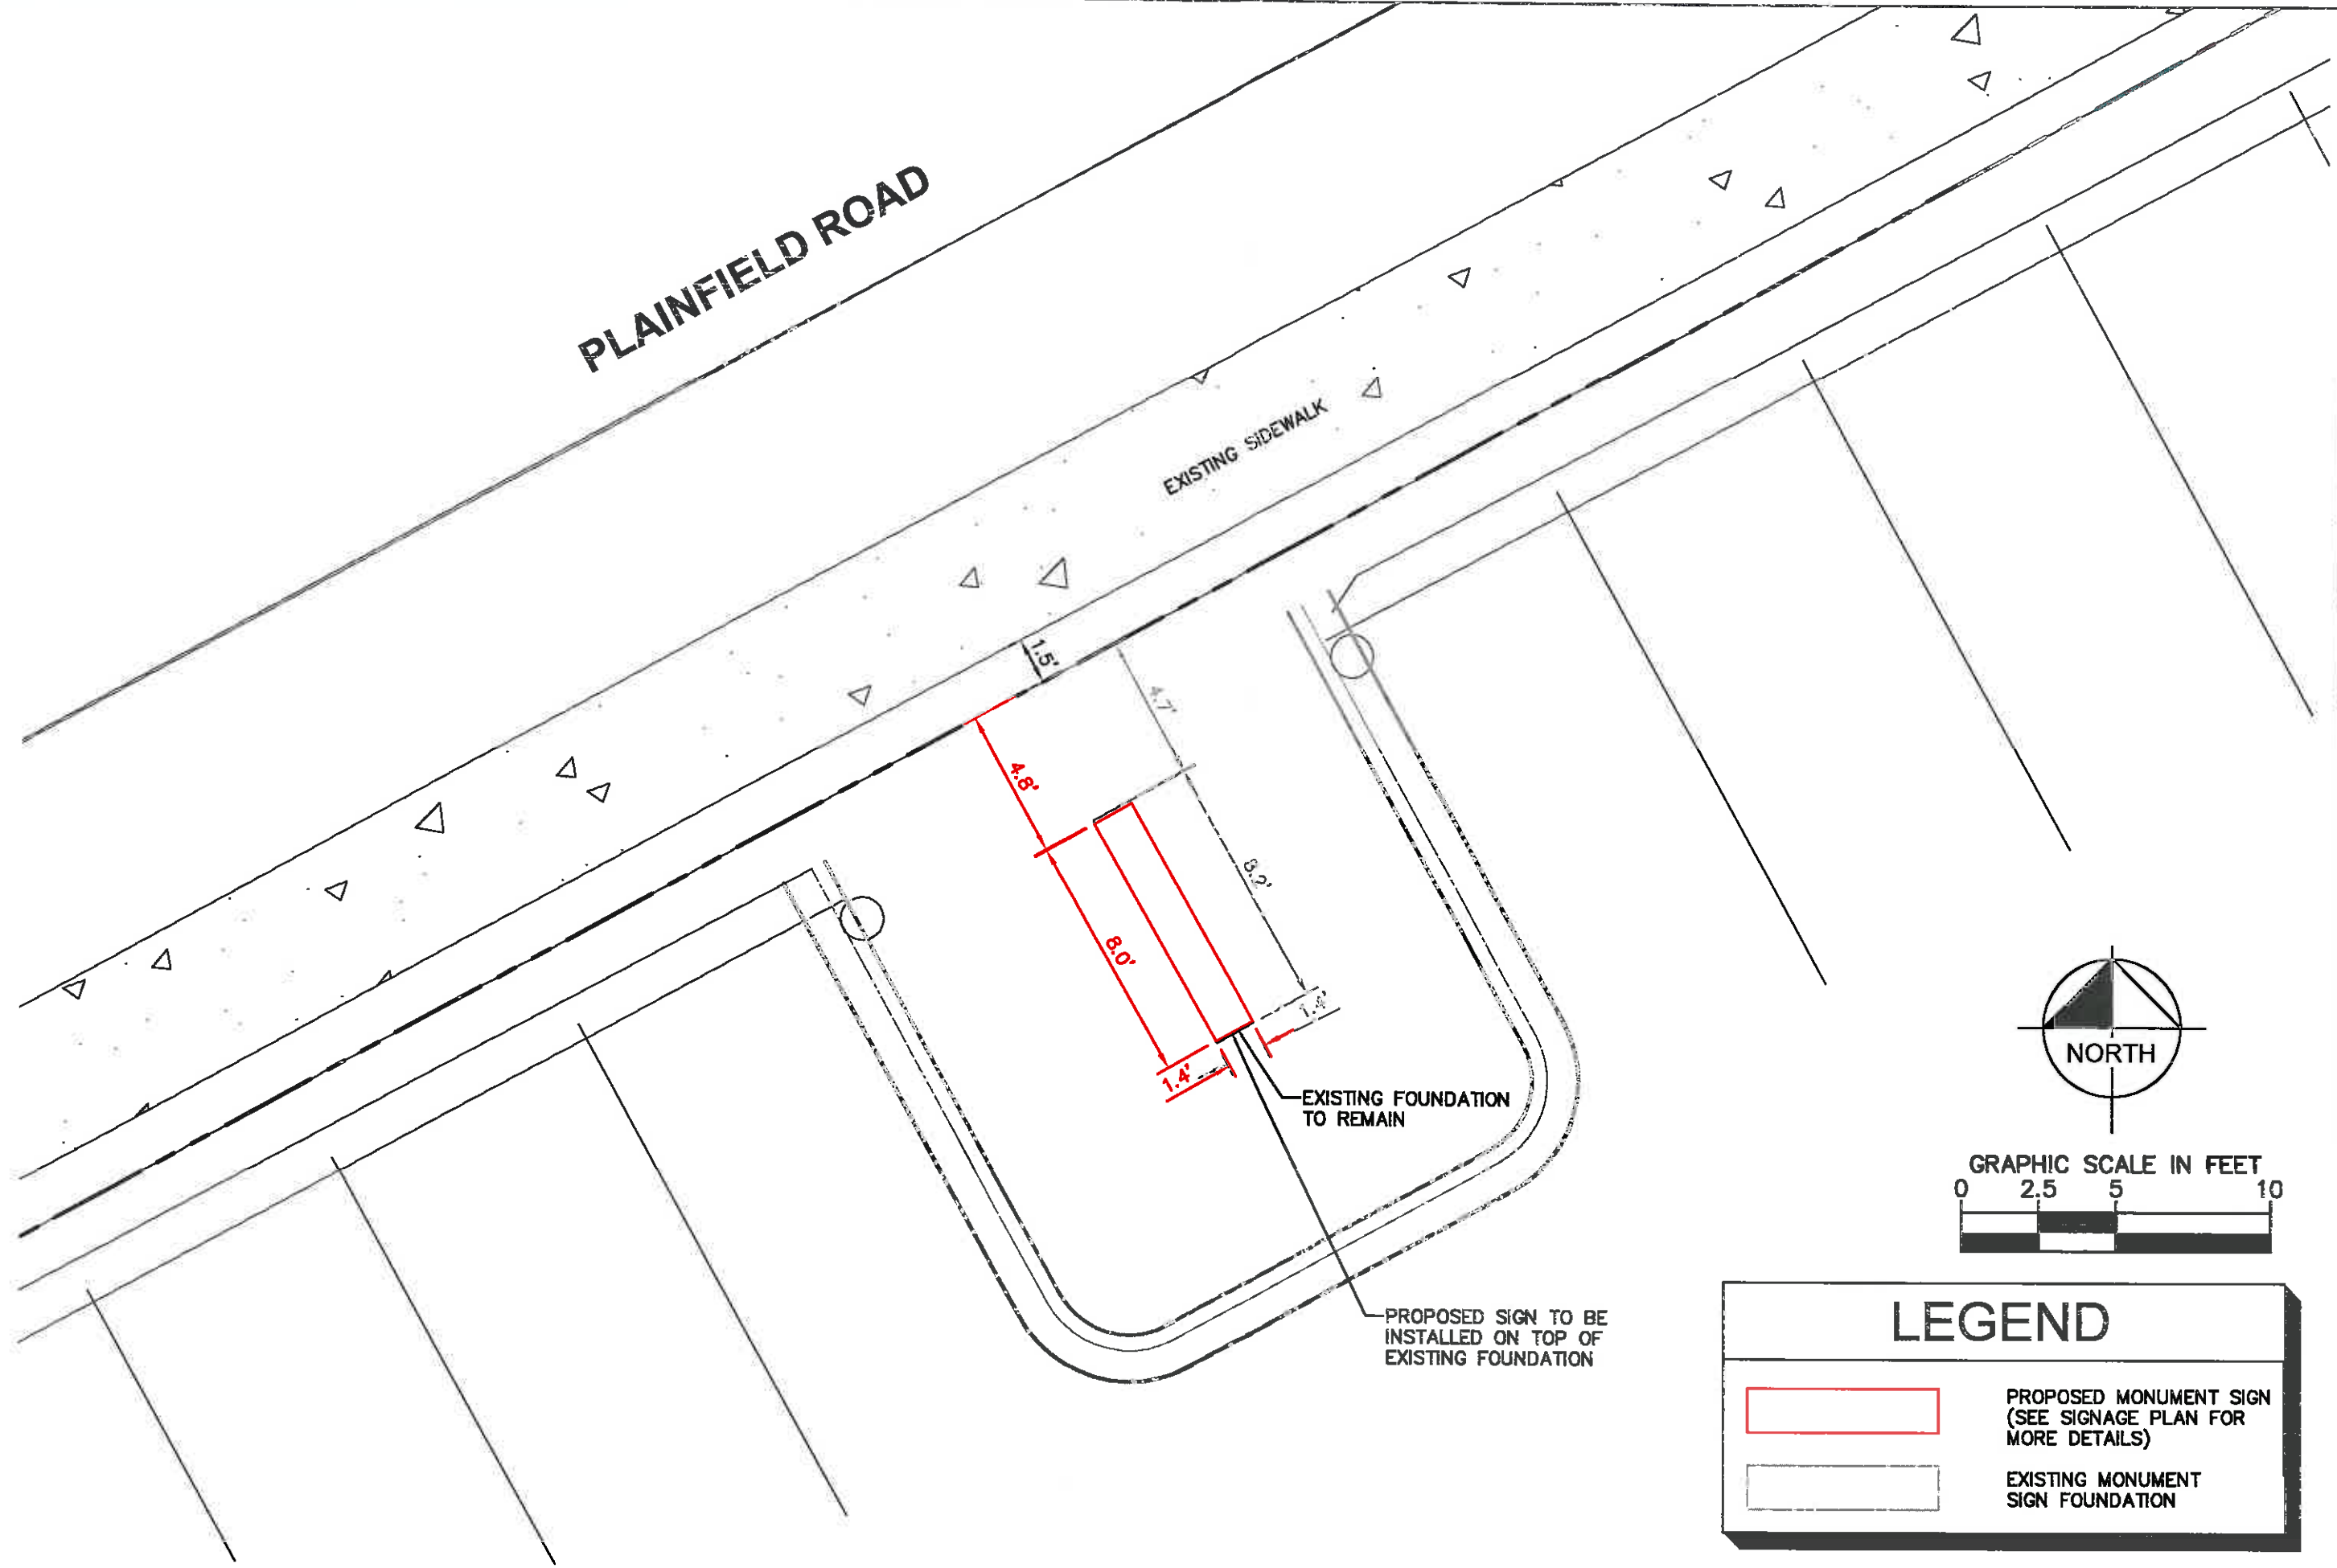 PLAINFIELD ROAD
EXISTING SIDEWALK
1.5'
4.7'
4.8'
8.2'
8.0'
1.4'
1.4'
EXISTING FOUNDATION
TO REMAIN
PROPOSED SIGN TO BE
INSTALLED ON TOP OF
EXISTING FOUNDATION
NORTH
GRAPHIC SCALE IN FEET
0 2.5 5 10
LEGEND
PROPOSED MONUMENT SIGN
(SEE SIGNAGE PLAN FOR
MORE DETAILS)
EXISTING MONUMENT
SIGN FOUNDATION